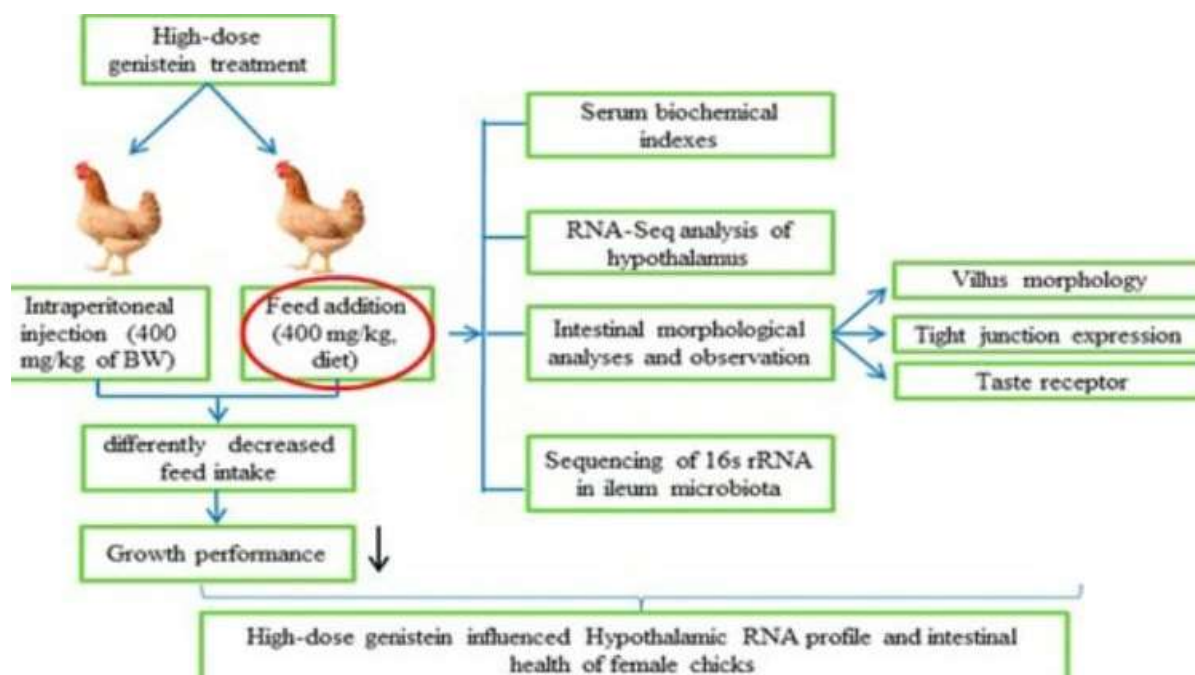 High-dose
genistein treatment
Serum biochemical
indexes
RNA-Seq analysis of
hypothalamus
Intraperitoneal
injection (400
mg/kg of BW)
Feed addition
(400 mg/kg,
diet)
Intestinal morphological
analyses and observation
Villus morphology
Tight junction expression
Taste receptor
differently decreased
feed intake
Sequencing of 16s rRNA
in ileum microbiota
Growth performance
High-dose genistein influenced Hypothalamic RNA profile and intestinal
health of female chicks